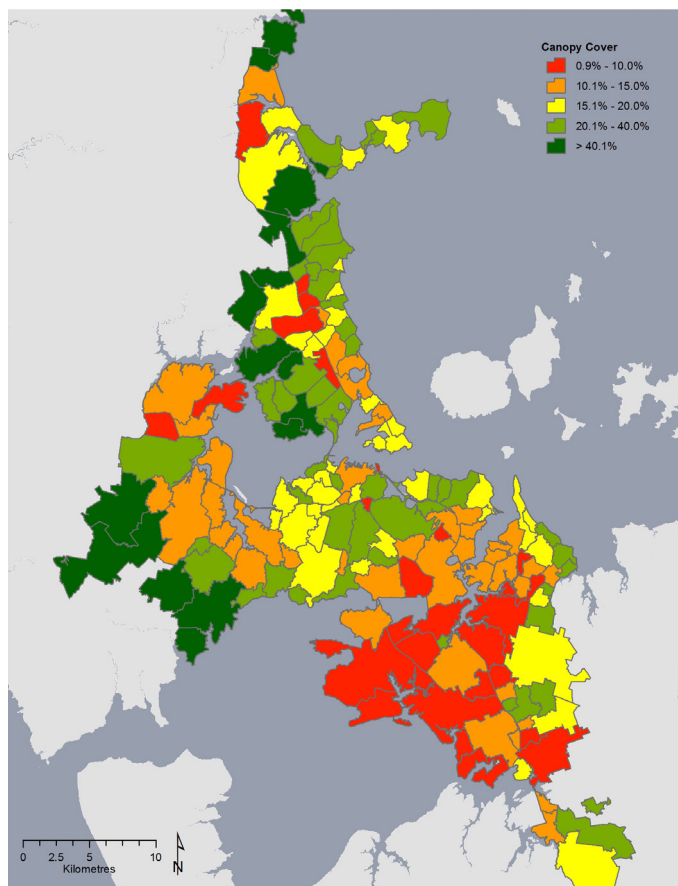 Canopy Cover
0.9% - 10.0%
10.1% - 15.0%
15.1% - 20.0%
20.1% - 40.0%
> 40.1%
0 2.5 5 10
Kilometres
N